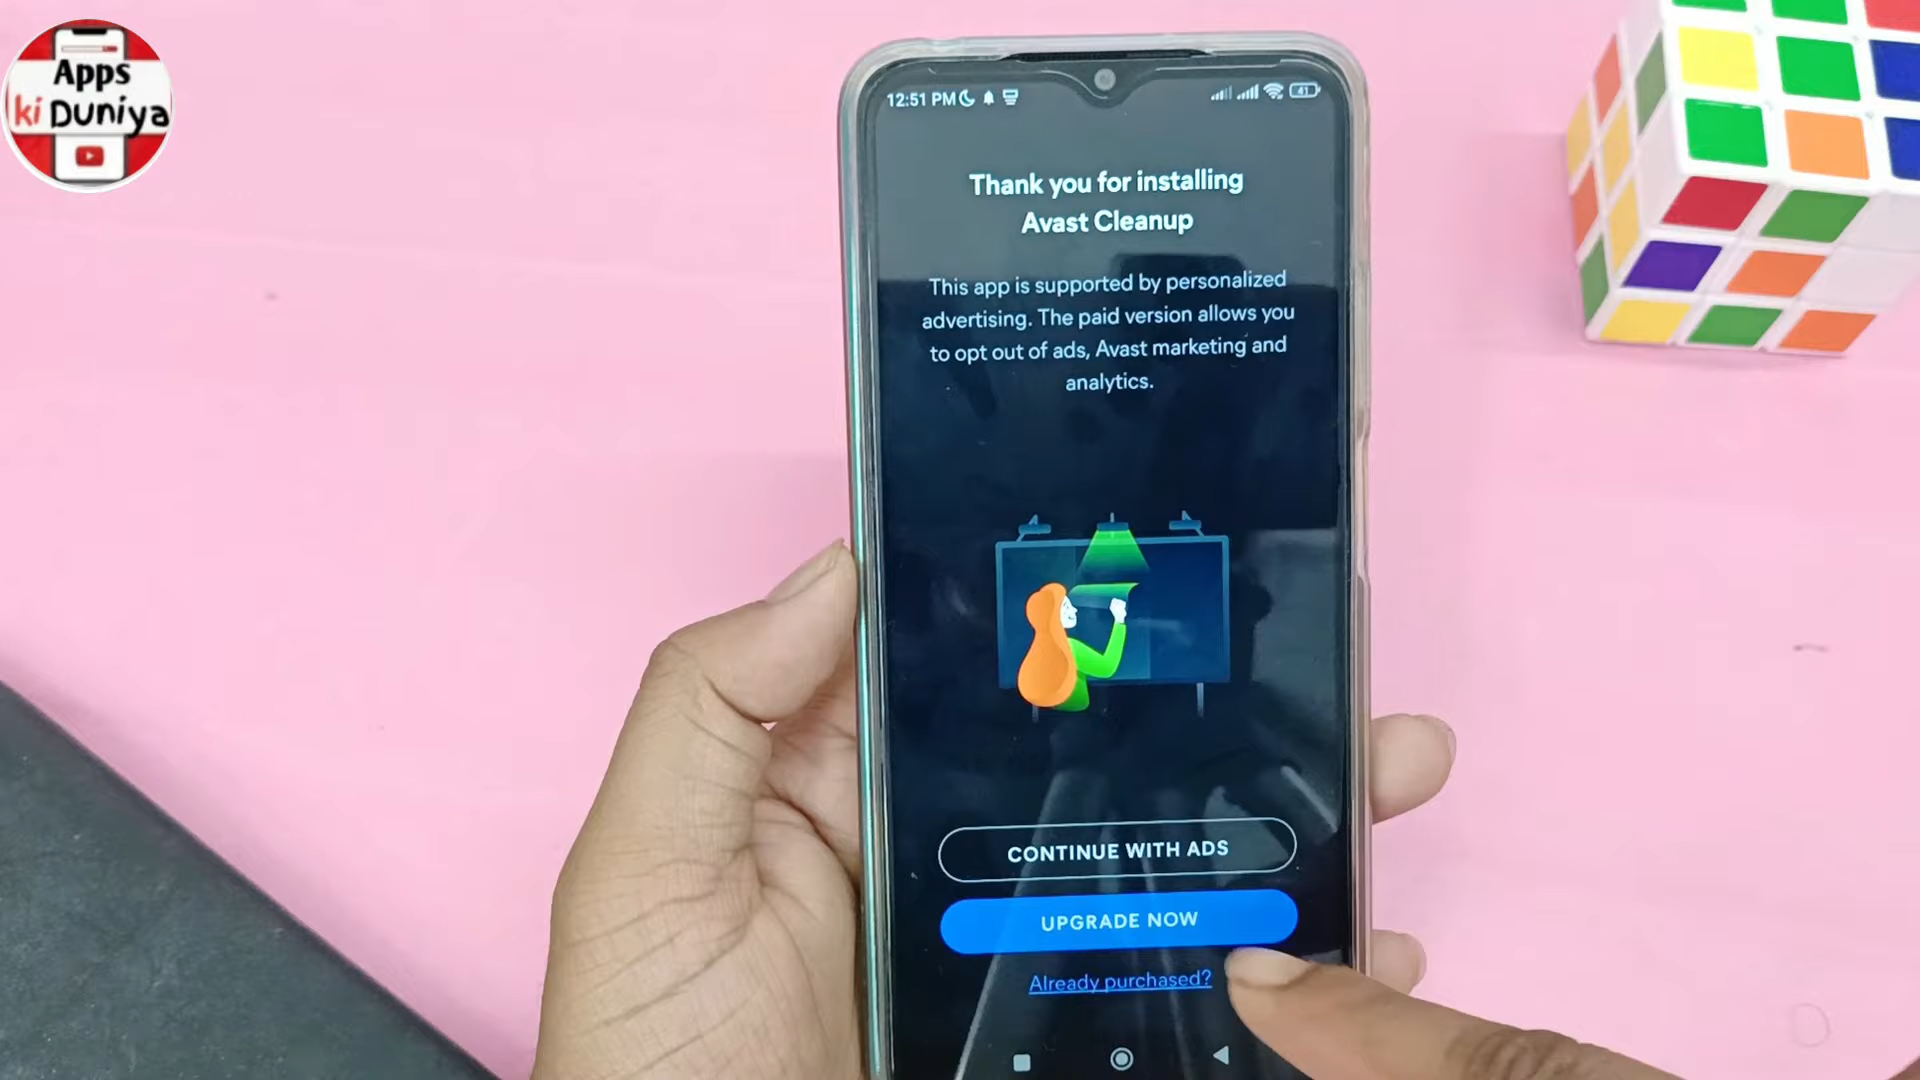 Apps
ki Duniya
12:51 PM
41
Thank you for installing
Avast Cleanup
This app is supported by personalized
advertising. The paid version allows you
to opt out of ads, Avast marketing and
analytics.
CONTINUE WITH ADS
UPGRADE NOW
Already purchased?